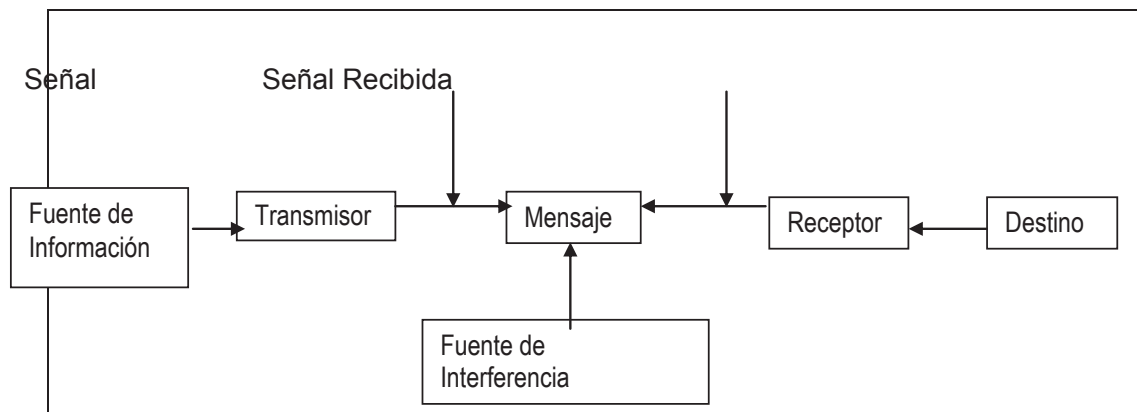 Señal Señal Recibida
Fuente de
Información
Transmisor
Mensaje
Receptor
Destino
Fuente de
Interferencia